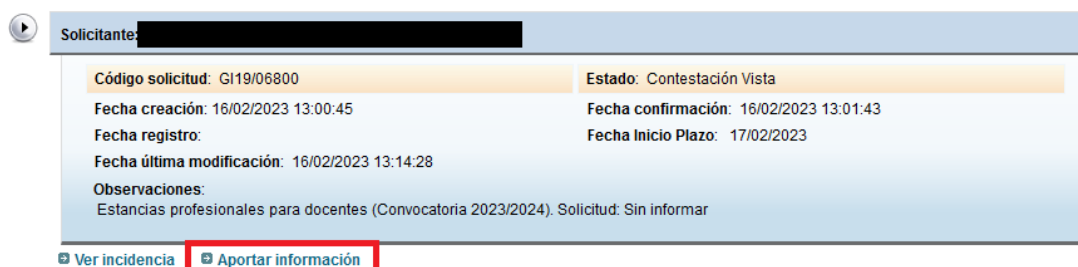 Solicitante:
Código solicitud: GI19/06800 Estado: Contestación Vista
Fecha creación: 16/02/2023 13:00:45 Fecha confirmación: 16/02/2023 13:01:43
Fecha registro: Fecha Inicio Plazo: 17/02/2023
Fecha última modificación: 16/02/2023 13:14:28
Observaciones:
Estancias profesionales para docentes (Convocatoria 2023/2024). Solicitud: Sin informar
Ver incidencia Aportar información